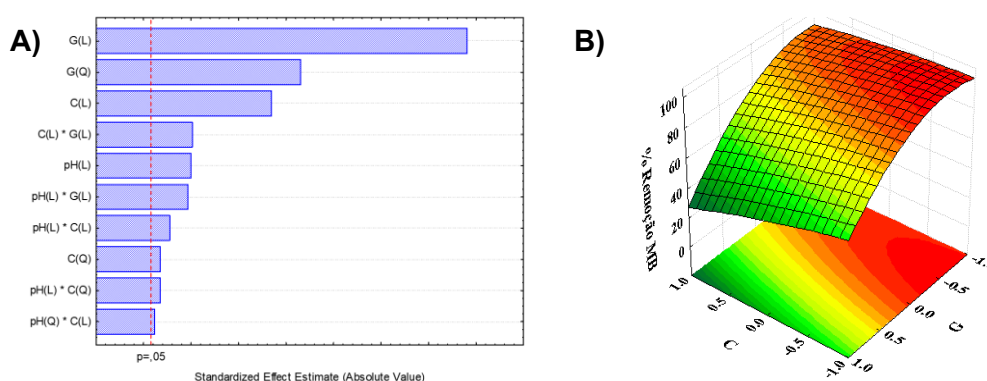 A)
G(L)
G(Q)
C(L)
C(L) * G(L)
pH(L)
pH(L) * G(L)
pH(L) * C(L)
C(Q)
pH(L) * C(Q)
pH(Q) * C(L)
p=,05
Standardized Effect Estimate (Absolute Value)
B)
% Remoção MB
100
80
60
40
20
0
1.0
0.5
0.0
-0.5
-1.0
C
1.0
0.5
0.0
-0.5
G